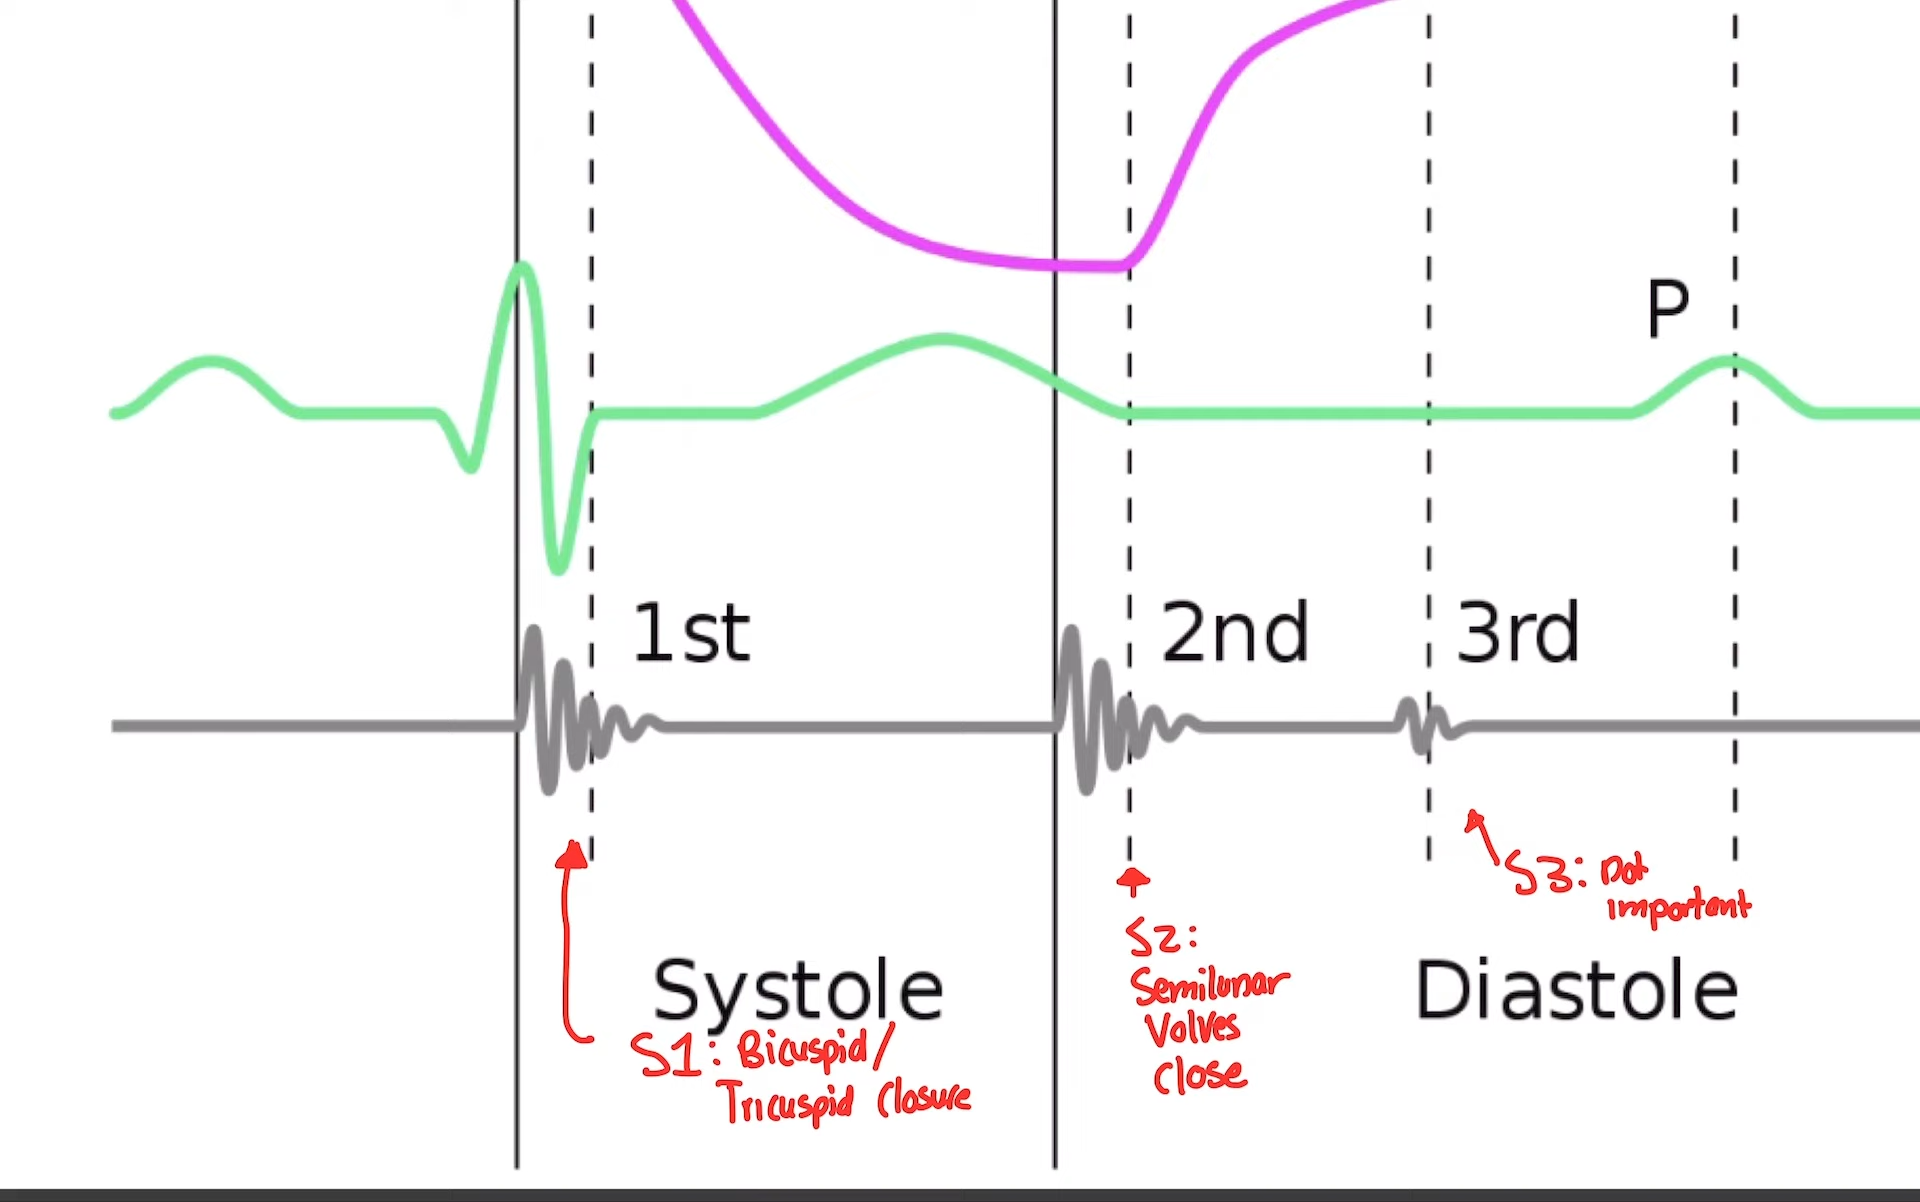 P
1st
2nd
3rd
S3: not
important
S2:
Semilunar
Valves
close
Systole
Diastole
S1: Bicuspid/
Tricuspid Closure